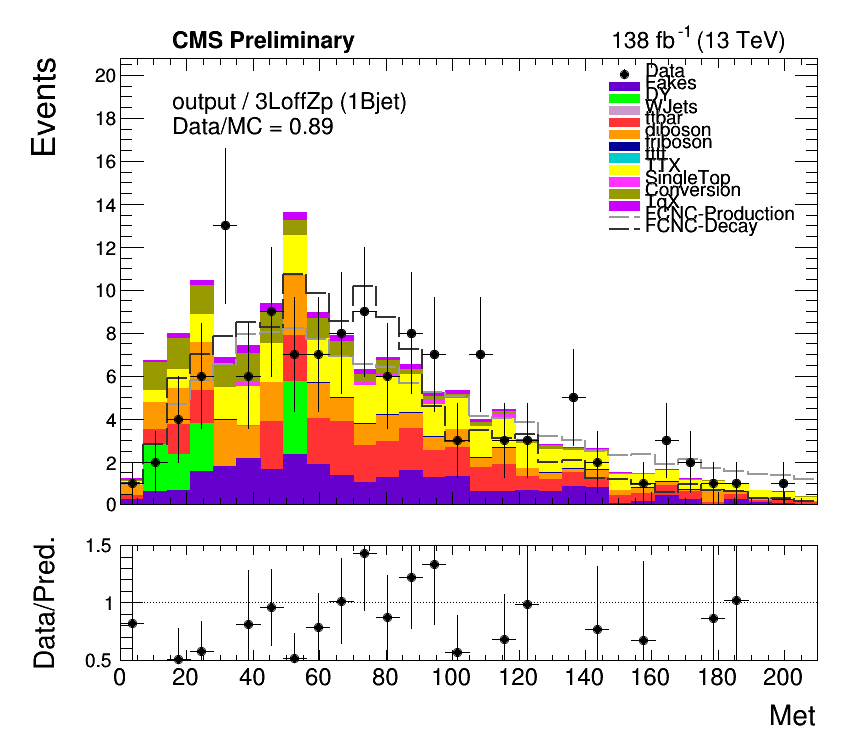 CMS Preliminary
138 fb⁻¹ (13 TeV)
Events
output / 3LoffZp (1Bjet)
Data/MC = 0.89
Data
Fakes
DY
WJets
ttbar
diboson
triboson
tttt
TTX
SingleTop
Conversion
TqX
FCNC-Production
FCNC-Decay
20
18
16
14
12
10
8
6
4
2
0
Data/Pred.
1.5
1
0.5
0 20 40 60 80 100 120 140 160 180 200
Met